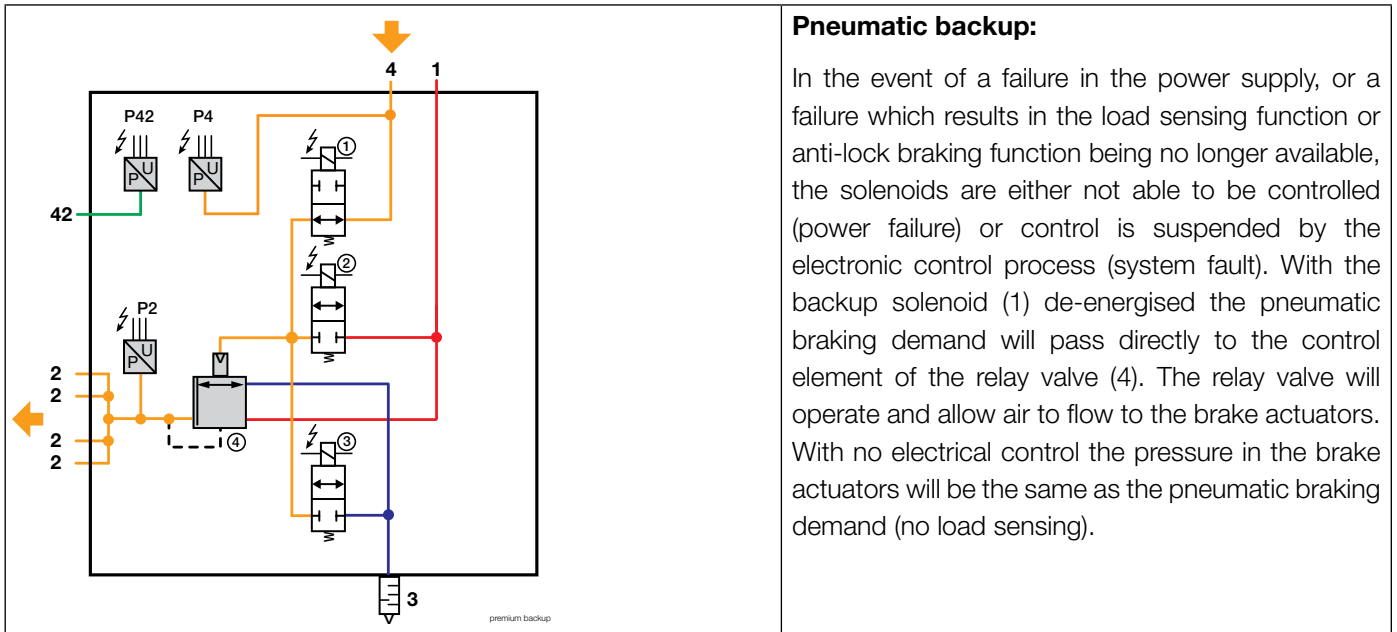 4 1
P42 P4
U
P
U
P
①
42
②
P2
U
P
2
2
2
2
④
③
3
premium backup
Pneumatic backup:
In the event of a failure in the power supply, or a
failure which results in the load sensing function or
anti-lock braking function being no longer available,
the solenoids are either not able to be controlled
(power failure) or control is suspended by the
electronic control process (system fault). With the
backup solenoid (1) de-energised the pneumatic
braking demand will pass directly to the control
element of the relay valve (4). The relay valve will
operate and allow air to flow to the brake actuators.
With no electrical control the pressure in the brake
actuators will be the same as the pneumatic braking
demand (no load sensing).